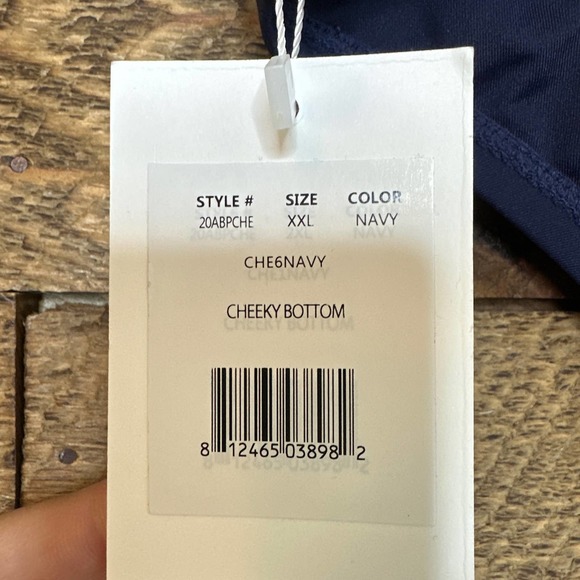 STYLE # SIZE COLOR
20ABPCHE XXL NAVY
CHE6NAVY
CHEEKY BOTTOM
8 12465 03898 2